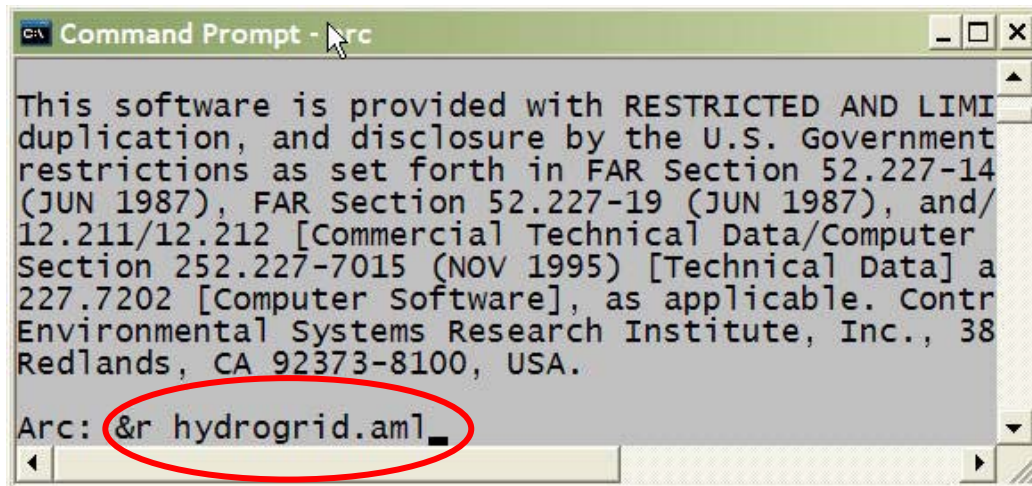 Command Prompt - arc
This software is provided with RESTRICTED AND LIMI
duplication, and disclosure by the U.S. Government
restrictions as set forth in FAR Section 52.227-14
(JUN 1987), FAR Section 52.227-19 (JUN 1987), and/
12.211/12.212 [Commercial Technical Data/Computer
Section 252.227-7015 (NOV 1995) [Technical Data] a
227.7202 [Computer Software], as applicable. Contr
Environmental Systems Research Institute, Inc., 38
Redlands, CA 92373-8100, USA.
Arc: &r hydrogrid.aml_